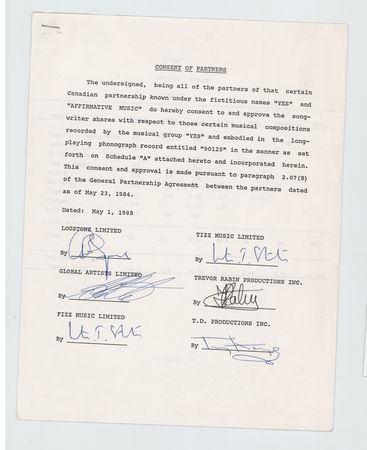 CONSENT OF PARTNERS
The undersigned, being all of the partners of that certain
Canadian partnership known under the fictitious names "YES" and
"AFFIRMATIVE MUSIC" do hereby consent to and approve the song-
writer shares with respect to those certain musical compositions
recorded by the musical group "YES" and embodied in the long-
playing phonograph record entitled "90125" in the manner as set
forth on Schedule "A" attached hereto and incorporated herein.
This consent and approval is made pursuant to paragraph 2.07(B)
of the General Partnership Agreement between the partners dated
as of May 23, 1984.
Dated: May 1, 1985
LOGSTONE LIMITED
By
TIZZ MUSIC LIMITED
By
GLOBAL ARTISTS LIMITED
By
TREVOR RABIN PRODUCTIONS INC.
By
FIZZ MUSIC LIMITED
By
T.D. PRODUCTIONS INC.
By